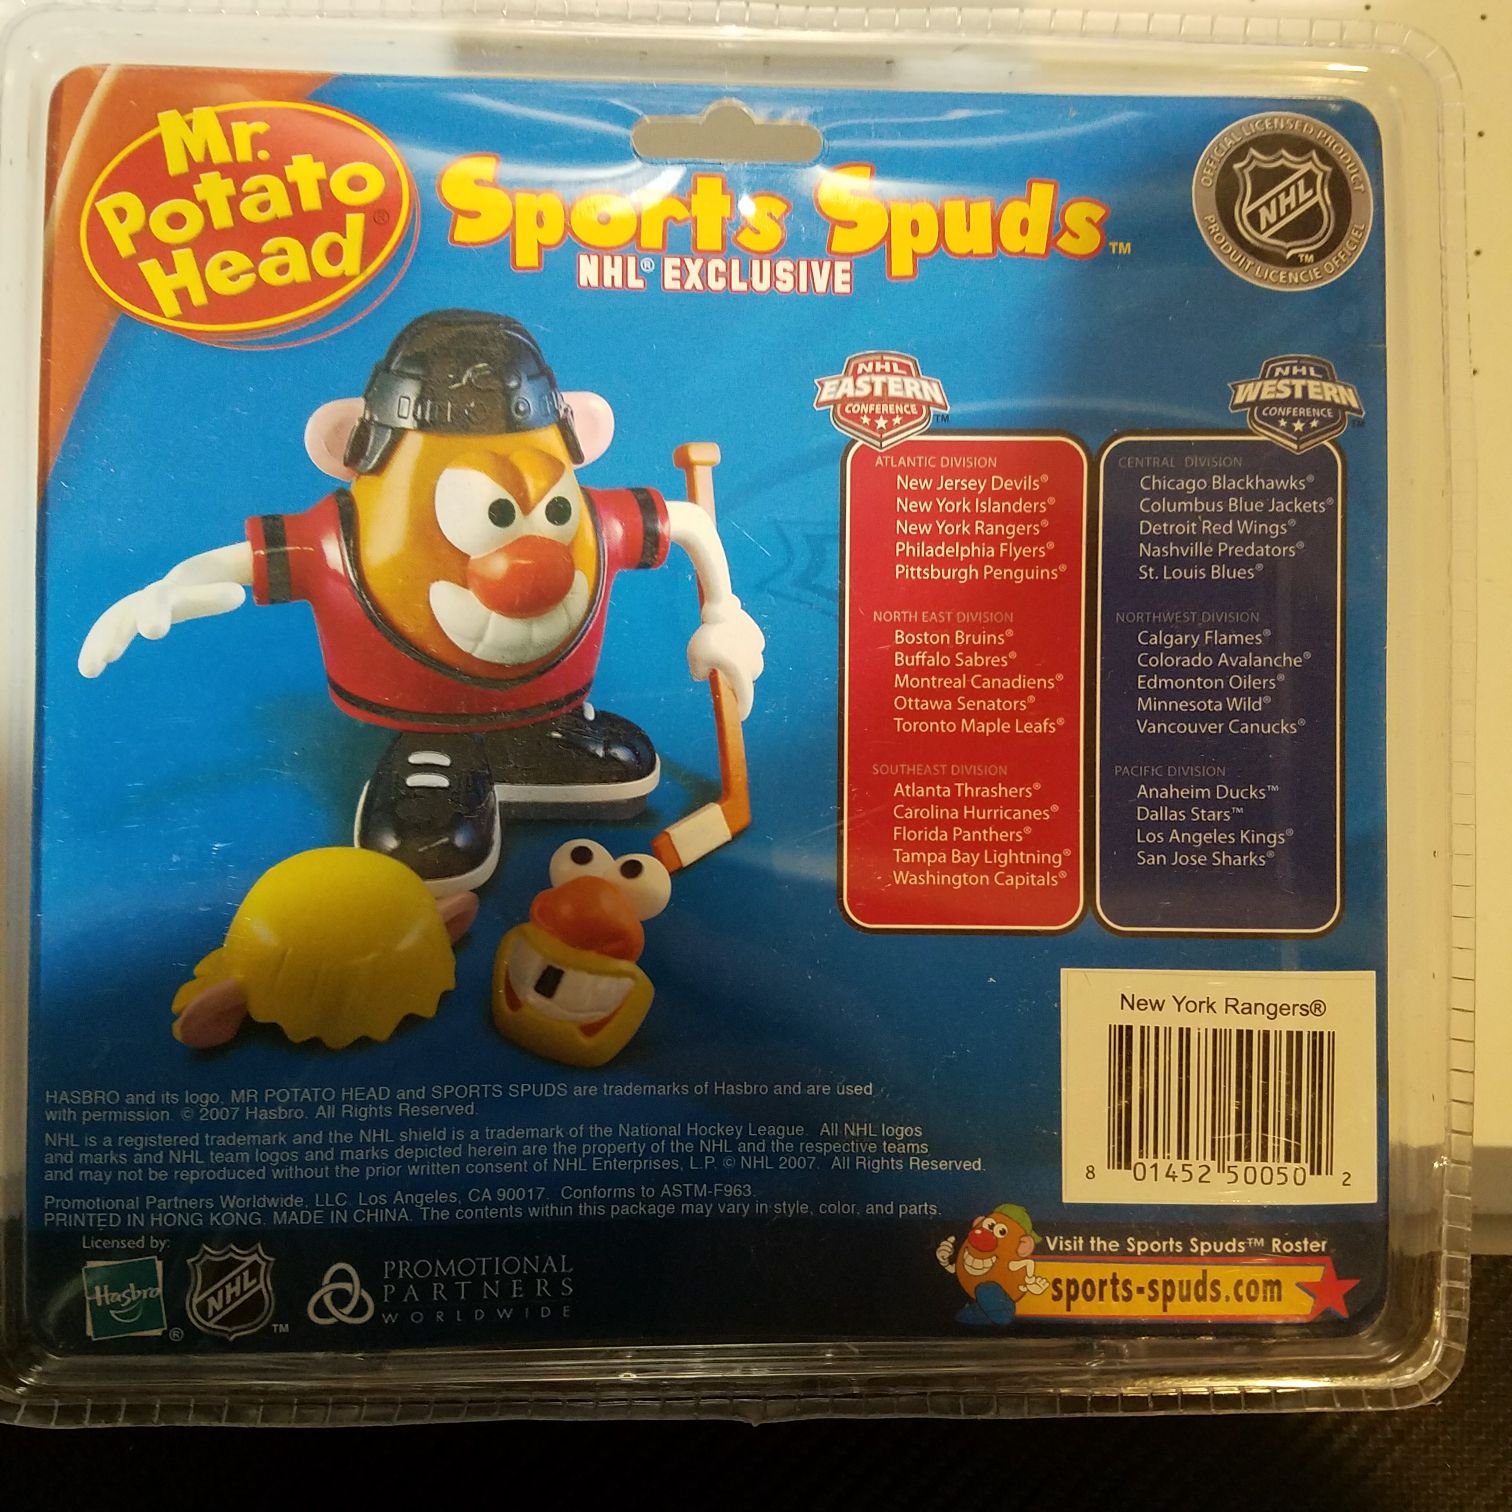 Mr.
Potato
Head®
Sports Spuds™
NHL® EXCLUSIVE
OFFICIAL LICENSED PRODUCT
NHL
™
PRODUIT LICENCIE OFFICIEL
NHL
EASTERN
CONFERENCE
™
ATLANTIC DIVISION
New Jersey Devils®
New York Islanders®
New York Rangers®
Philadelphia Flyers®
Pittsburgh Penguins®
NORTH EAST DIVISION
Boston Bruins®
Buffalo Sabres®
Montreal Canadiens®
Ottawa Senators®
Toronto Maple Leafs®
SOUTHEAST DIVISION
Atlanta Thrashers®
Carolina Hurricanes®
Florida Panthers®
Tampa Bay Lightning®
Washington Capitals®
NHL
WESTERN
CONFERENCE
™
CENTRAL DIVISION
Chicago Blackhawks®
Columbus Blue Jackets®
Detroit Red Wings®
Nashville Predators®
St. Louis Blues®
NORTHWEST DIVISION
Calgary Flames®
Colorado Avalanche®
Edmonton Oilers®
Minnesota Wild®
Vancouver Canucks®
PACIFIC DIVISION
Anaheim Ducks™
Dallas Stars™
Los Angeles Kings®
San Jose Sharks®
New York Rangers®
8 01452 50050 2
HASBRO and its logo, MR POTATO HEAD and SPORTS SPUDS are trademarks of Hasbro and are used
with permission. © 2007 Hasbro. All Rights Reserved.
NHL is a registered trademark and the NHL shield is a trademark of the National Hockey League. All NHL logos
and marks and NHL team logos and marks depicted herein are the property of the NHL and the respective teams
and may not be reproduced without the prior written consent of NHL Enterprises, L.P. © NHL 2007. All Rights Reserved.
Promotional Partners Worldwide, LLC. Los Angeles, CA 90017. Conforms to ASTM-F963.
PRINTED IN HONG KONG, MADE IN CHINA. The contents within this package may vary in style, color, and parts.
Licensed by:
Hasbro
®
NHL
™
PROMOTIONAL
PARTNERS
WORLDWIDE
Visit the Sports Spuds™ Roster
sports-spuds.com